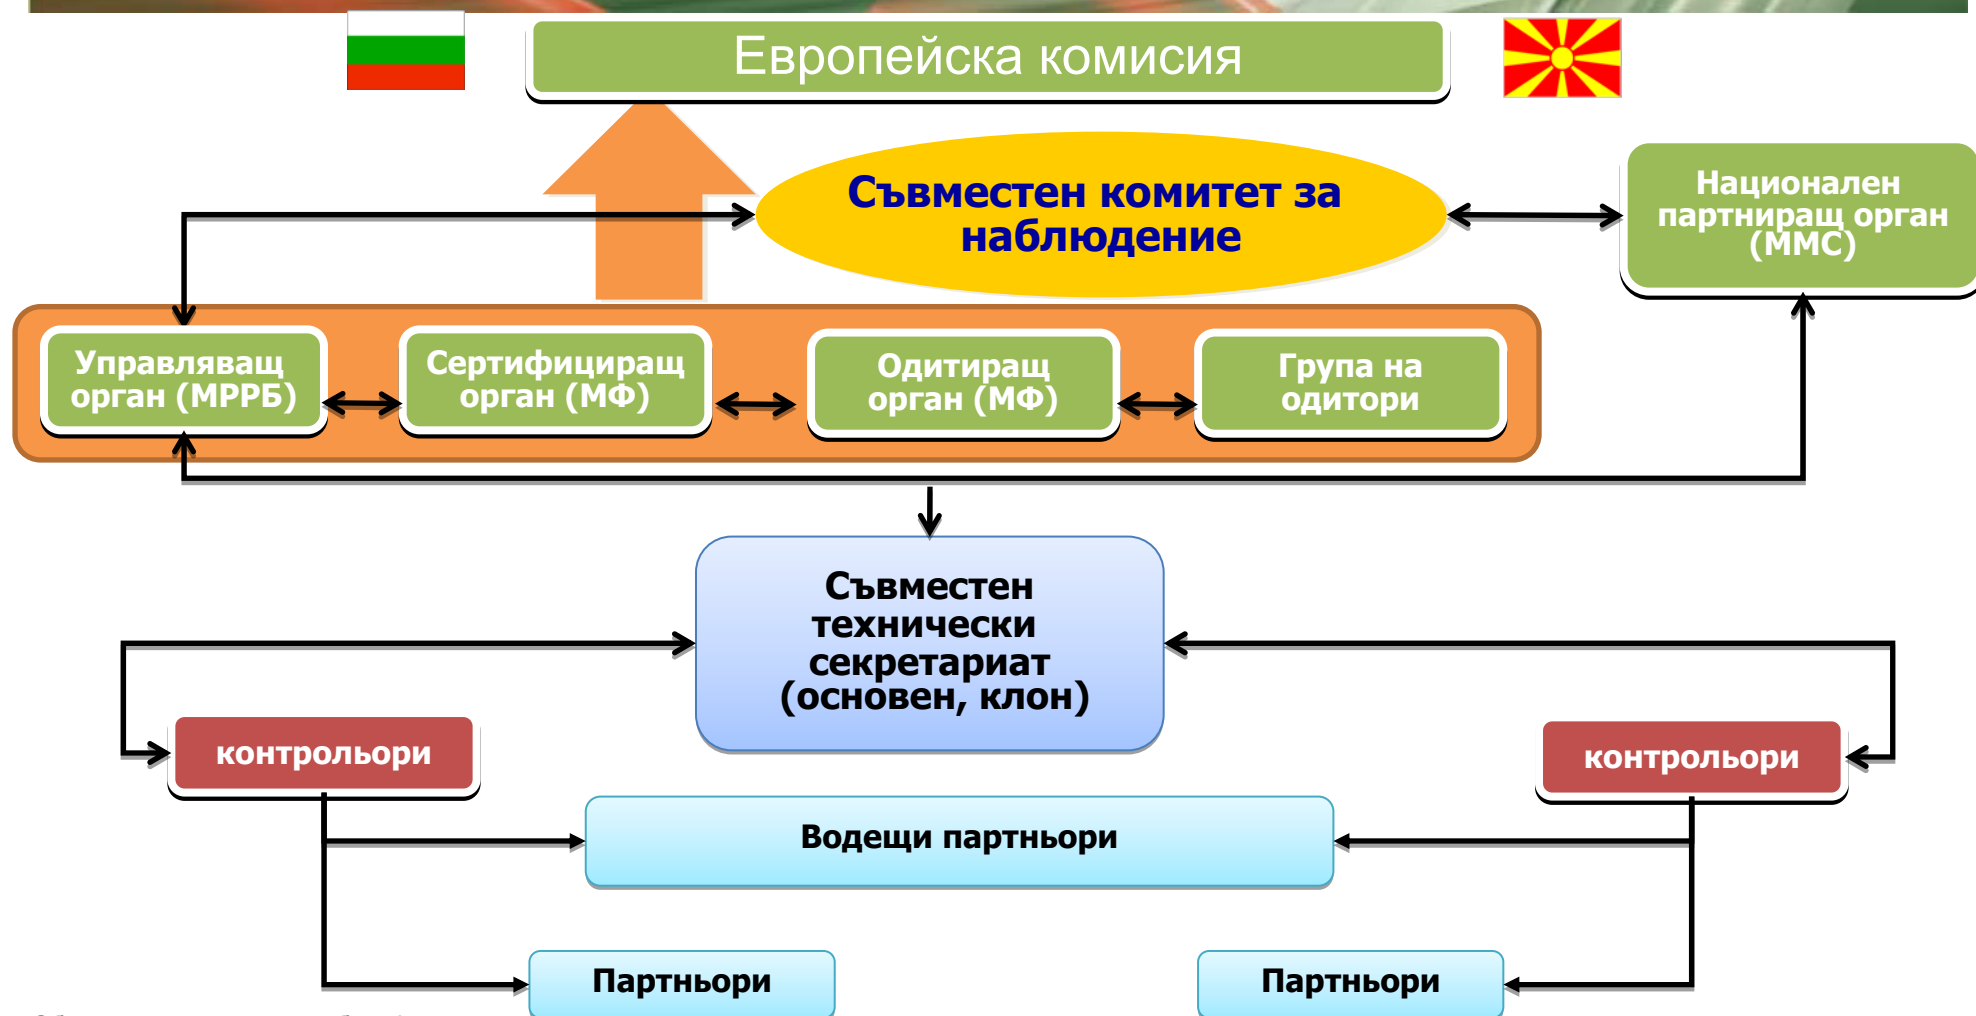 Европейска комисия
Съвместен комитет за
наблюдение
Национален
партниращ орган
(ММС)
Управляващ
орган (МРРБ)
Сертифициращ
орган (МФ)
Одитиращ
орган (МФ)
Група на
одитори
Съвместен
технически
секретариат
(основен, клон)
контрольори
контрольори
Водещи партньори
Партньори
Партньори